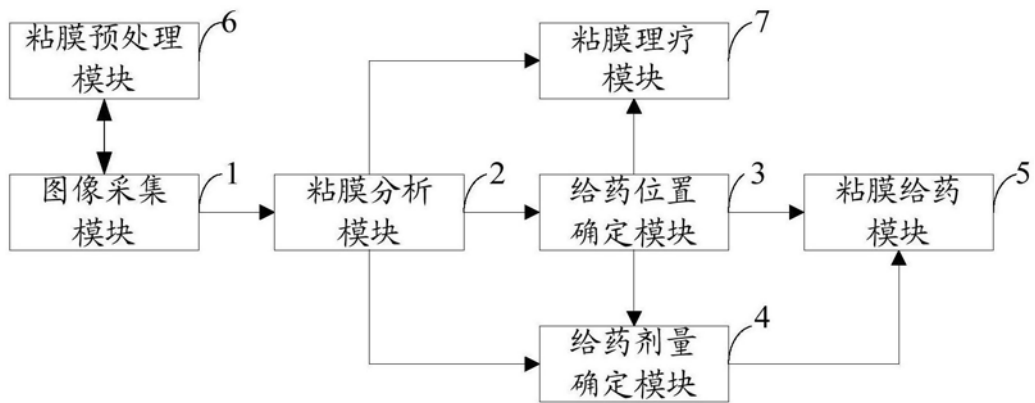 粘膜预处理
模块
6
粘膜理疗
模块
7
图像采集
模块
1
粘膜分析
模块
2
给药位置
确定模块
3
粘膜给药
模块
5
给药剂量
确定模块
4